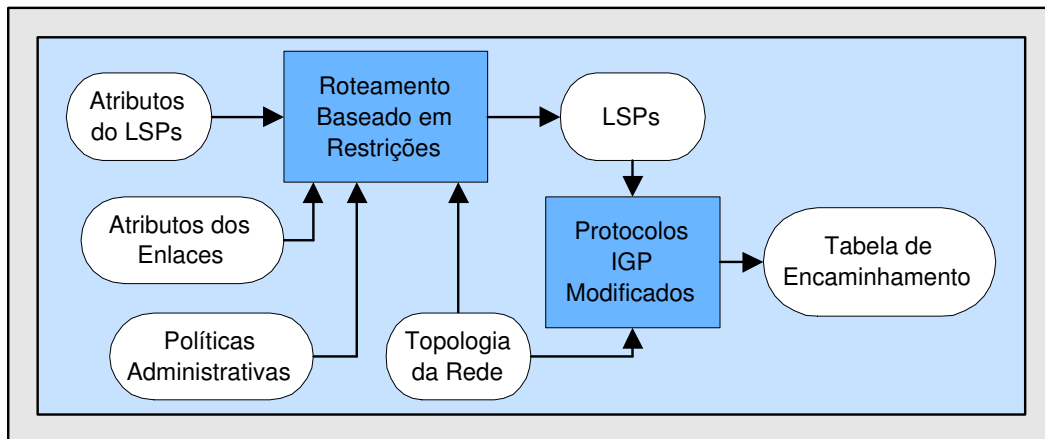 Atributos
do LSPs
Roteamento
Baseado em
Restrições
LSPs
Atributos dos
Enlaces
Protocolos
IGP
Modificados
Tabela de
Encaminhamento
Políticas
Administrativas
Topologia
da Rede